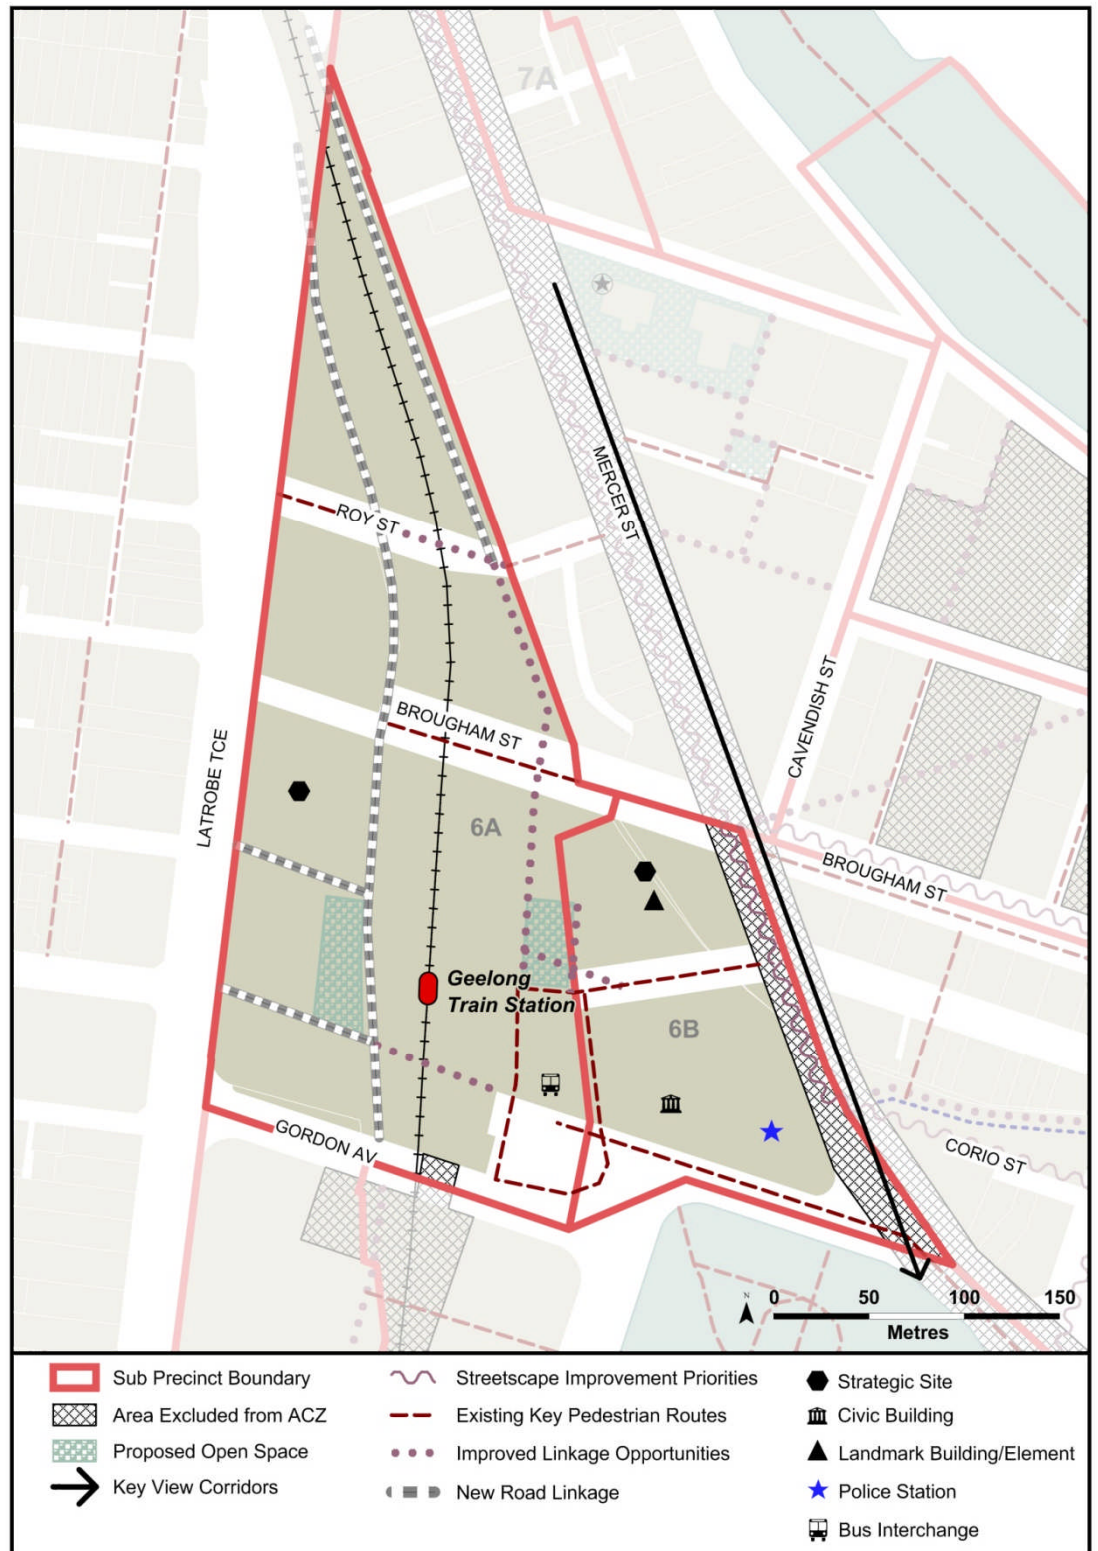 7A
MERCER ST
ROY ST
CAVENDISH ST
BROUGHAM ST
LATROBE TCE
6A
BROUGHAM ST
Geelong
Train Station
6B
GORDON AV
CORIO ST
N
0 50 100 150
Metres
Sub Precinct Boundary
Area Excluded from ACZ
Proposed Open Space
Key View Corridors
Streetscape Improvement Priorities
Existing Key Pedestrian Routes
Improved Linkage Opportunities
New Road Linkage
Strategic Site
Civic Building
Landmark Building/Element
Police Station
Bus Interchange